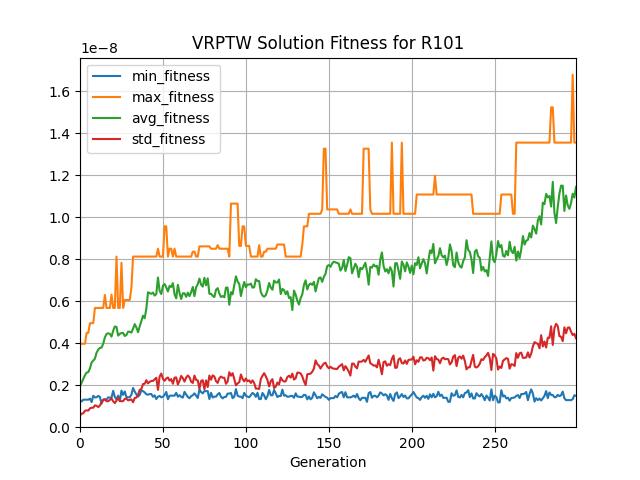 VRPTW Solution Fitness for R101
1e−8
min_fitness
max_fitness
avg_fitness
std_fitness
1.6
1.4
1.2
1.0
0.8
0.6
0.4
0.2
0.0
0 50 100 150 200 250
Generation